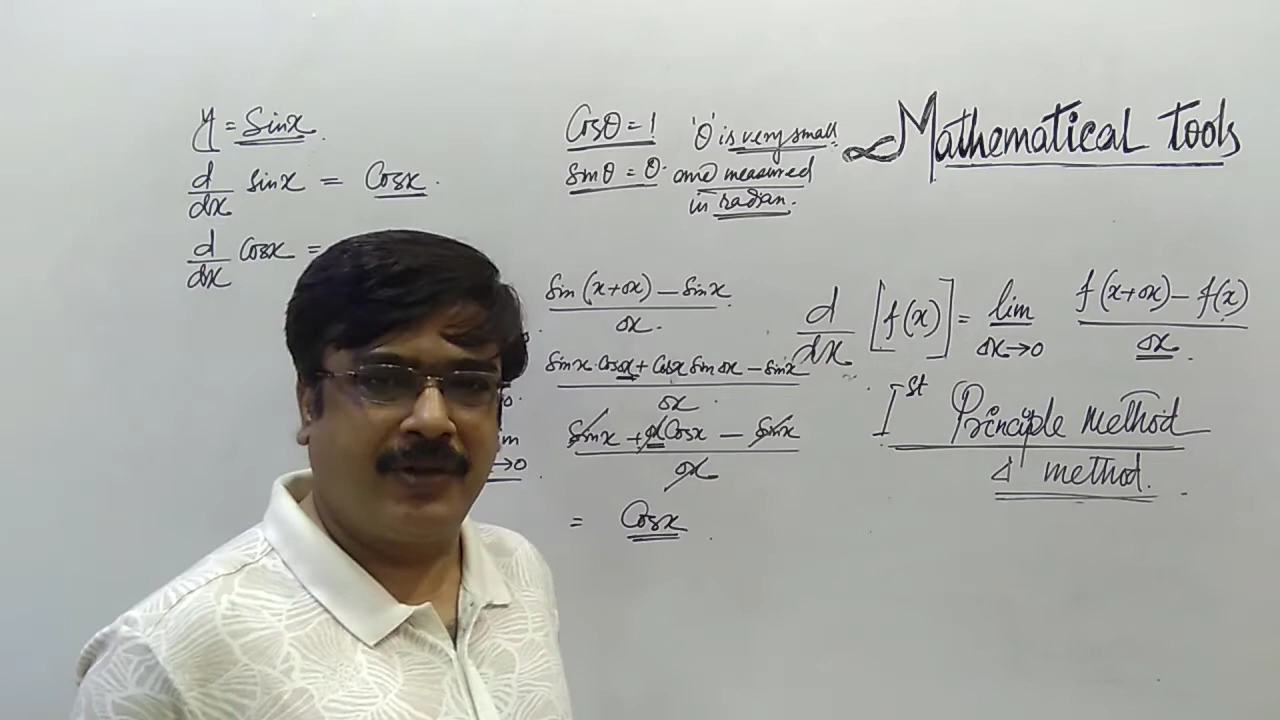 Mathematical Tools
y = Sinx.
d/dx Sinx = Cosx.
d/dx Cosx =
Cosθ = 1 'θ' is very small
Sinθ = θ. and measured
in radian.
Sin (x+Δx) – Sinx
Δx.
Sinx·CosΔx + Cosx SinΔx – Sinx
Δx.
Sinx + Δx Cosx – Sinx
Δx
= Cosx
d/dx [f(x)] = lim Δx→0 f(x+Δx) – f(x)
Δx.
Ist Principle method
Δ method.